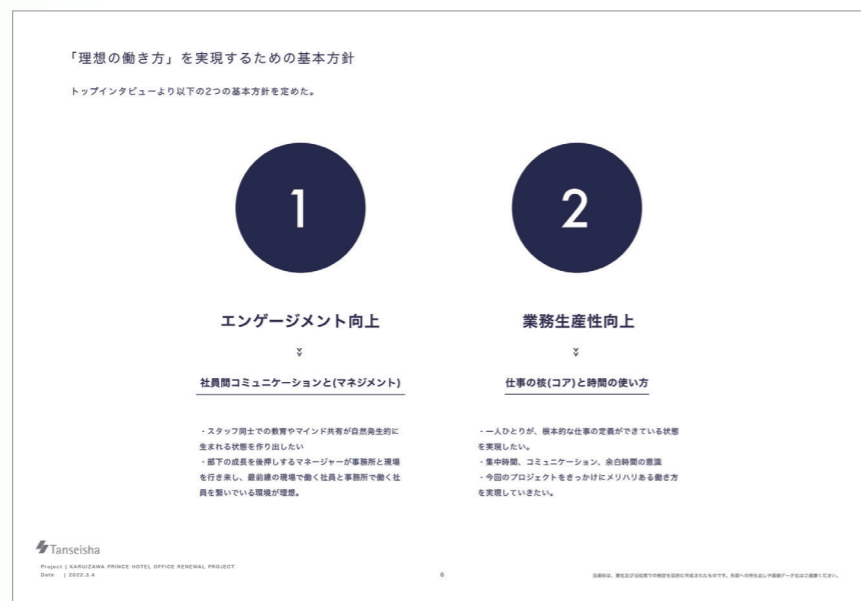 「理想の働き方」を実現するための基本方針
トップインタビューより以下の2つの基本方針を定めた。
1
2
エンゲージメント向上
業務生産性向上
社員間コミュニケーションと(マネジメント)
仕事の核(コア)と時間の使い方
・スタッフ同士での教育やマインド共有が自然発生的に
生まれる状態を作り出したい
・部下の成長を後押しするマネージャーが事務所と現場
を行き来し、最前線の現場で働く社員と事務所で働く社
員を繋いでいる環境が理想。
・一人ひとりが、根本的な仕事の定義ができている状態
を実現したい。
・集中時間、コミュニケーション、余白時間の意識
・今回のプロジェクトをきっかけにメリハリある働き方
を実現していきたい。
Tanseisha
Project | KARUIZAWA PRINCE HOTEL OFFICE RENEWAL PROJECT
Date | 2022.3.4
6